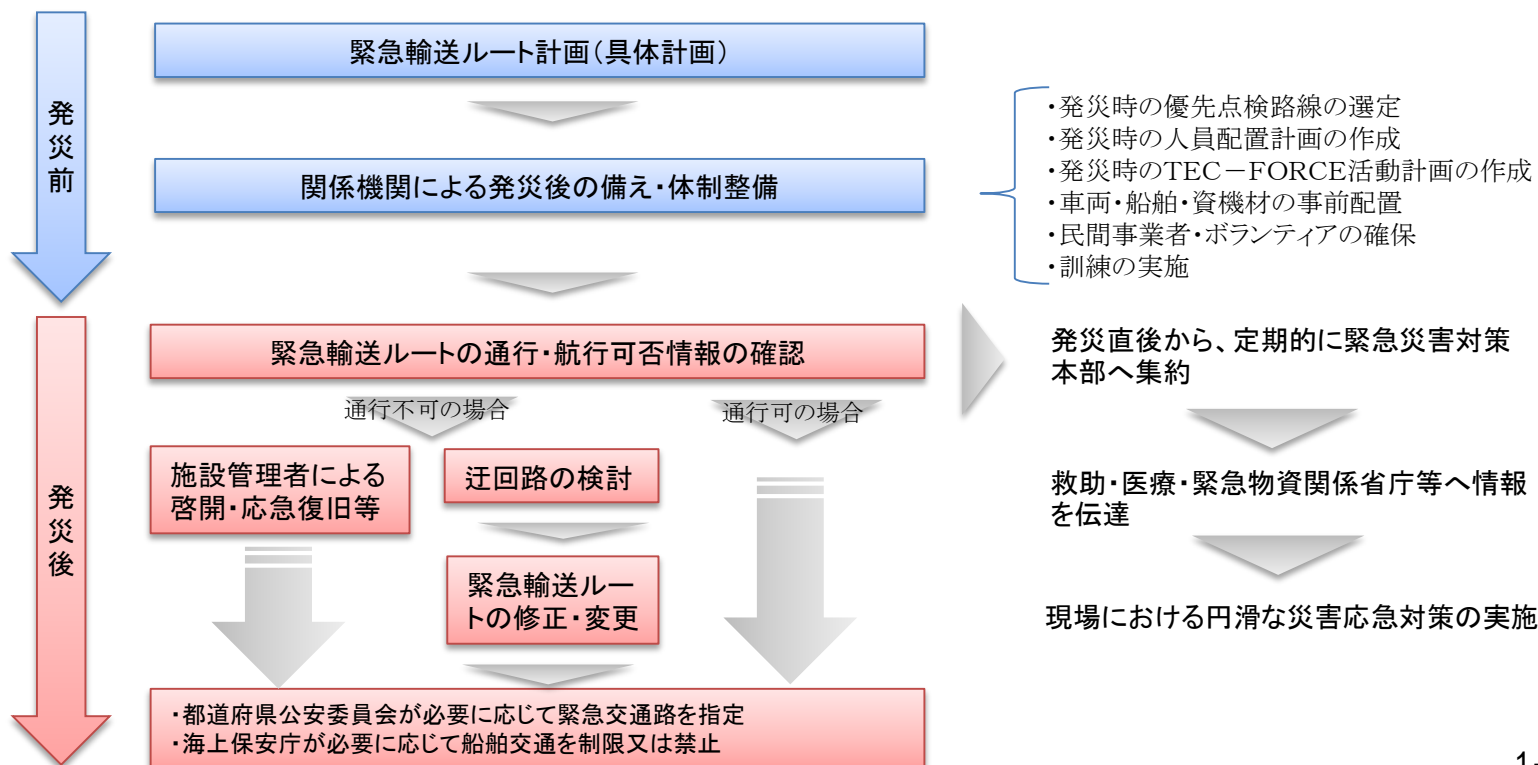 発災前
緊急輸送ルート計画（具体計画）
関係機関による発災後の備え・体制整備
・発災時の優先点検路線の選定
・発災時の人員配置計画の作成
・発災時のTEC－FORCE活動計画の作成
・車両・船舶・資機材の事前配置
・民間事業者・ボランティアの確保
・訓練の実施
発災後
緊急輸送ルートの通行・航行可否情報の確認
通行不可の場合
通行可の場合
施設管理者による
啓開・応急復旧等
迂回路の検討
緊急輸送ルー
トの修正・変更
・都道府県公安委員会が必要に応じて緊急交通路を指定
・海上保安庁が必要に応じて船舶交通を制限又は禁止
発災直後から、定期的に緊急災害対策
本部へ集約
救助・医療・緊急物資関係省庁等へ情報
を伝達
現場における円滑な災害応急対策の実施